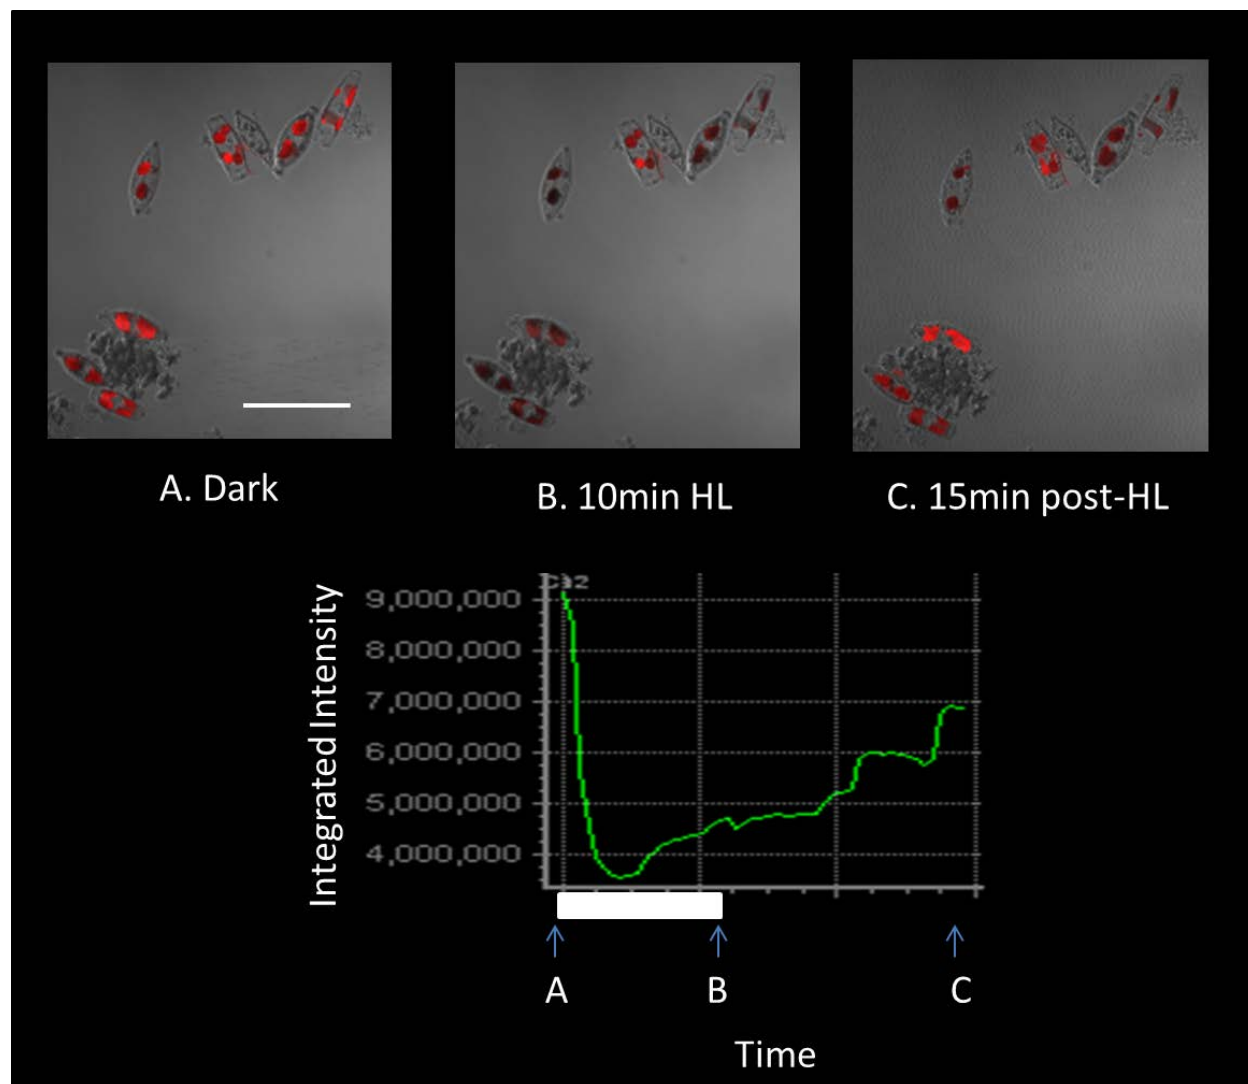 A. Dark
B. 10min HL
C. 15min post-HL
Integrated Intensity
9,000,000
8,000,000
7,000,000
6,000,000
5,000,000
4,000,000
A
B
C
Time